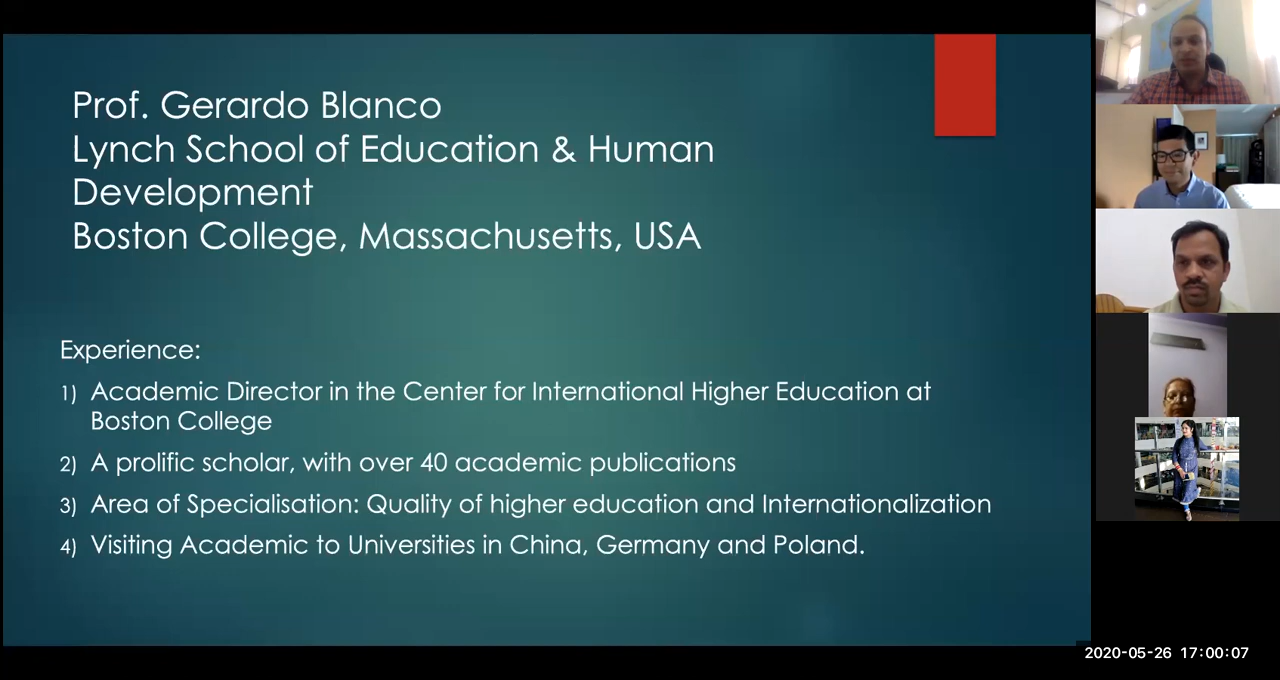 Prof. Gerardo Blanco
Lynch School of Education & Human
Development
Boston College, Massachusetts, USA
Experience:
1) Academic Director in the Center for International Higher Education at
Boston College
2) A prolific scholar, with over 40 academic publications
3) Area of Specialisation: Quality of higher education and Internationalization
4) Visiting Academic to Universities in China, Germany and Poland.
2020-05-26 17:00:07